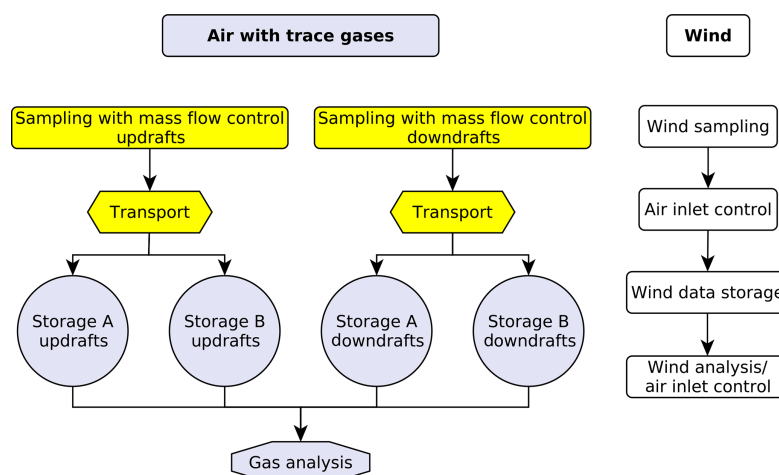 Air with trace gases
Wind
Sampling with mass flow control
updrafts
Sampling with mass flow control
downdrafts
Wind sampling
Transport
Transport
Air inlet control
Storage A
updrafts
Storage B
updrafts
Storage A
downdrafts
Storage B
downdrafts
Wind data storage
Wind analysis/
air inlet control
Gas analysis